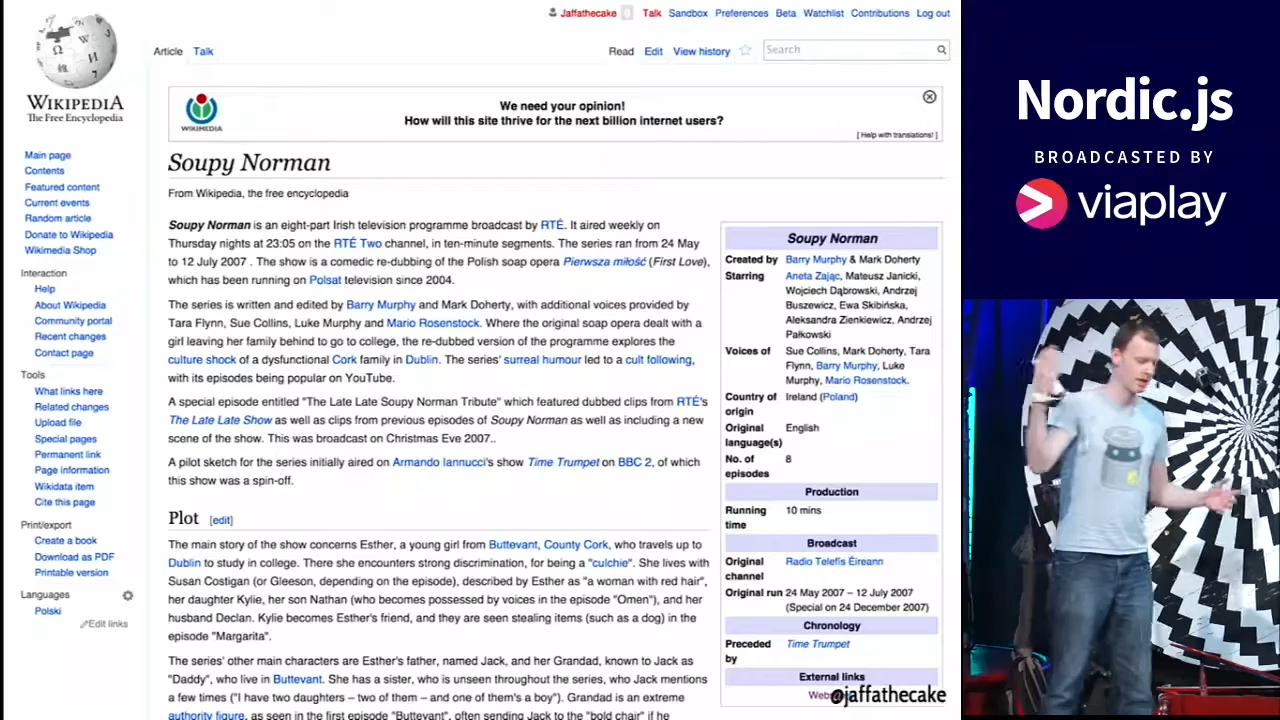 Jaffathecake 0 Talk Sandbox Preferences Beta Watchlist Contributions Log out
Article Talk
Read Edit View history
Search
WIKIPEDIA
The Free Encyclopedia
Main page
Contents
Featured content
Current events
Random article
Donate to Wikipedia
Wikimedia Shop
Interaction
Help
About Wikipedia
Community portal
Recent changes
Contact page
Tools
What links here
Related changes
Upload file
Special pages
Permanent link
Page information
Wikidata item
Cite this page
Print/export
Create a book
Download as PDF
Printable version
Languages
Polski
Edit links
WIKIMEDIA
We need your opinion!
How will this site thrive for the next billion internet users?
[ Help with translations! ]
Soupy Norman
From Wikipedia, the free encyclopedia
Soupy Norman is an eight-part Irish television programme broadcast by RTÉ. It aired weekly on
Thursday nights at 23:05 on the RTÉ Two channel, in ten-minute segments. The series ran from 24 May
to 12 July 2007 . The show is a comedic re-dubbing of the Polish soap opera Pierwsza miłość (First Love),
which has been running on Polsat television since 2004.
The series is written and edited by Barry Murphy and Mark Doherty, with additional voices provided by
Tara Flynn, Sue Collins, Luke Murphy and Mario Rosenstock. Where the original soap opera dealt with a
girl leaving her family behind to go to college, the re-dubbed version of the programme explores the
culture shock of a dysfunctional Cork family in Dublin. The series' surreal humour led to a cult following,
with its episodes being popular on YouTube.
A special episode entitled "The Late Late Soupy Norman Tribute" which featured dubbed clips from RTÉ's
The Late Late Show as well as clips from previous episodes of Soupy Norman as well as including a new
scene of the show. This was broadcast on Christmas Eve 2007..
A pilot sketch for the series initially aired on Armando Iannucci's show Time Trumpet on BBC 2, of which
this show was a spin-off.
Plot [edit]
The main story of the show concerns Esther, a young girl from Buttevant, County Cork, who travels up to
Dublin to study in college. There she encounters strong discrimination, for being a "culchie". She lives with
Susan Costigan (or Gleeson, depending on the episode), described by Esther as "a woman with red hair",
her daughter Kylie, her son Nathan (who becomes possessed by voices in the episode "Omen"), and her
husband Declan. Kylie becomes Esther's friend, and they are seen stealing items (such as a dog) in the
episode "Margarita".
The series' other main characters are Esther's father, named Jack, and her Grandad, known to Jack as
"Daddy", who live in Buttevant. She has a sister, who is unseen throughout the series, who Jack mentions
a few times ("I have two daughters – two of them – and one of them's a boy"). Grandad is an extreme
authority figure, as seen in the first episode "Buttevant", often sending Jack to the "bold chair" if he
Soupy Norman
Created by Barry Murphy & Mark Doherty
Starring Aneta Zając, Mateusz Janicki,
Wojciech Dąbrowski, Andrzej
Buszewicz, Ewa Skibińska,
Aleksandra Zienkiewicz, Andrzej
Pałkowski
Voices of Sue Collins, Mark Doherty, Tara
Flynn, Barry Murphy, Luke
Murphy, Mario Rosenstock.
Country of origin Ireland (Poland)
Original language(s) English
No. of episodes 8
Production
Running time 10 mins
Broadcast
Original channel Radio Telefís Éireann
Original run 24 May 2007 – 12 July 2007
(Special on 24 December 2007)
Chronology
Preceded by Time Trumpet
External links
@jaffathecake
Nordic.js
BROADCASTED BY
viaplay